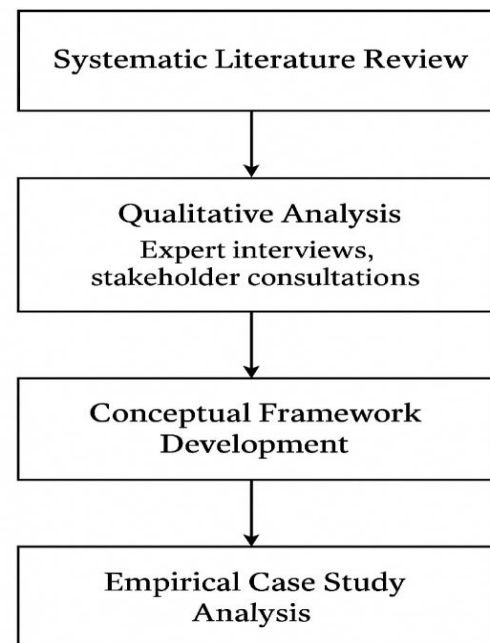 Systematic Literature Review
Qualitative Analysis
Expert interviews,
stakeholder consultations
Conceptual Framework
Development
Empirical Case Study
Analysis